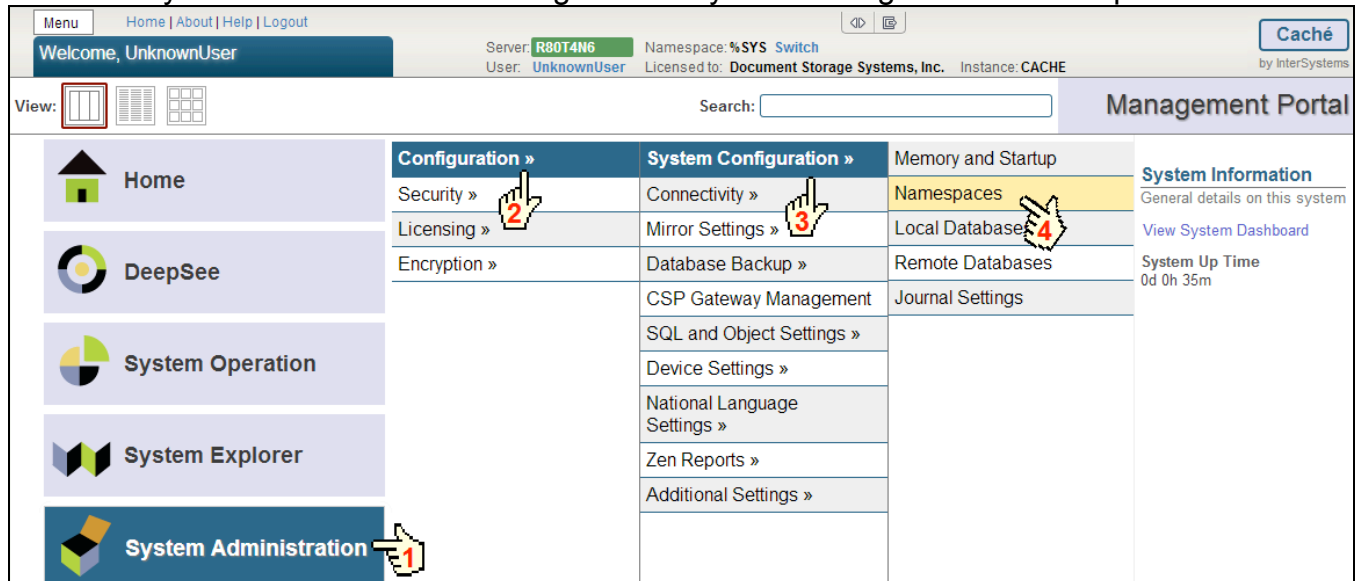 Menu Home | About | Help | Logout
Welcome, UnknownUser
Server: R80T4N6 Namespace: %SYS Switch
User: UnknownUser Licensed to: Document Storage Systems, Inc. Instance: CACHE
Caché
by InterSystems
View:
Search:
Management Portal
Home
DeepSee
System Operation
System Explorer
System Administration
1
Configuration »
Security »
2
Licensing »
Encryption »
System Configuration »
Connectivity »
3
Mirror Settings »
Database Backup »
CSP Gateway Management
SQL and Object Settings »
Device Settings »
National Language
Settings »
Zen Reports »
Additional Settings »
Memory and Startup
Namespaces
4
Local Databases
Remote Databases
Journal Settings
System Information
General details on this system
View System Dashboard
System Up Time
0d 0h 35m